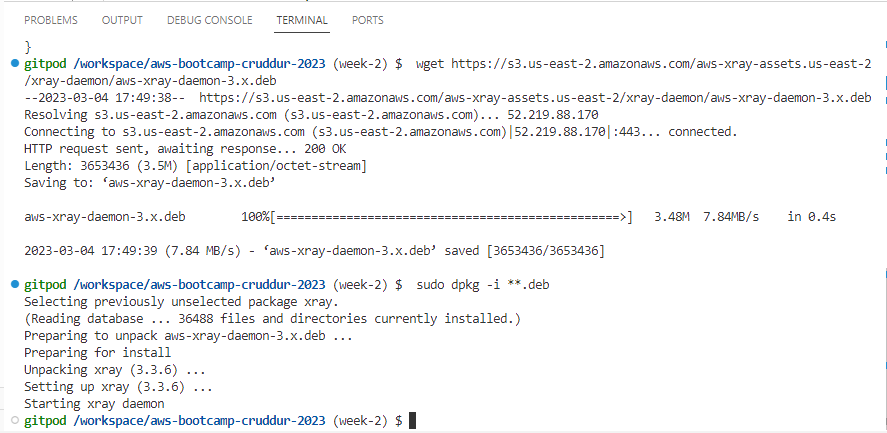 PROBLEMS OUTPUT DEBUG CONSOLE TERMINAL PORTS
}
gitpod /workspace/aws-bootcamp-cruddur-2023 (week-2) $  wget https://s3.us-east-2.amazonaws.com/aws-xray-assets.us-east-2
/xray-daemon/aws-xray-daemon-3.x.deb
--2023-03-04 17:49:38--  https://s3.us-east-2.amazonaws.com/aws-xray-assets.us-east-2/xray-daemon/aws-xray-daemon-3.x.deb
Resolving s3.us-east-2.amazonaws.com (s3.us-east-2.amazonaws.com)... 52.219.88.170
Connecting to s3.us-east-2.amazonaws.com (s3.us-east-2.amazonaws.com)|52.219.88.170|:443... connected.
HTTP request sent, awaiting response... 200 OK
Length: 3653436 (3.5M) [application/octet-stream]
Saving to: ‘aws-xray-daemon-3.x.deb’
aws-xray-daemon-3.x.deb        100%[=================================================>]   3.48M  7.84MB/s    in 0.4s
2023-03-04 17:49:39 (7.84 MB/s) - ‘aws-xray-daemon-3.x.deb’ saved [3653436/3653436]
gitpod /workspace/aws-bootcamp-cruddur-2023 (week-2) $  sudo dpkg -i **.deb
Selecting previously unselected package xray.
(Reading database ... 36488 files and directories currently installed.)
Preparing to unpack aws-xray-daemon-3.x.deb ...
Preparing for install
Unpacking xray (3.3.6) ...
Setting up xray (3.3.6) ...
Starting xray daemon
gitpod /workspace/aws-bootcamp-cruddur-2023 (week-2) $